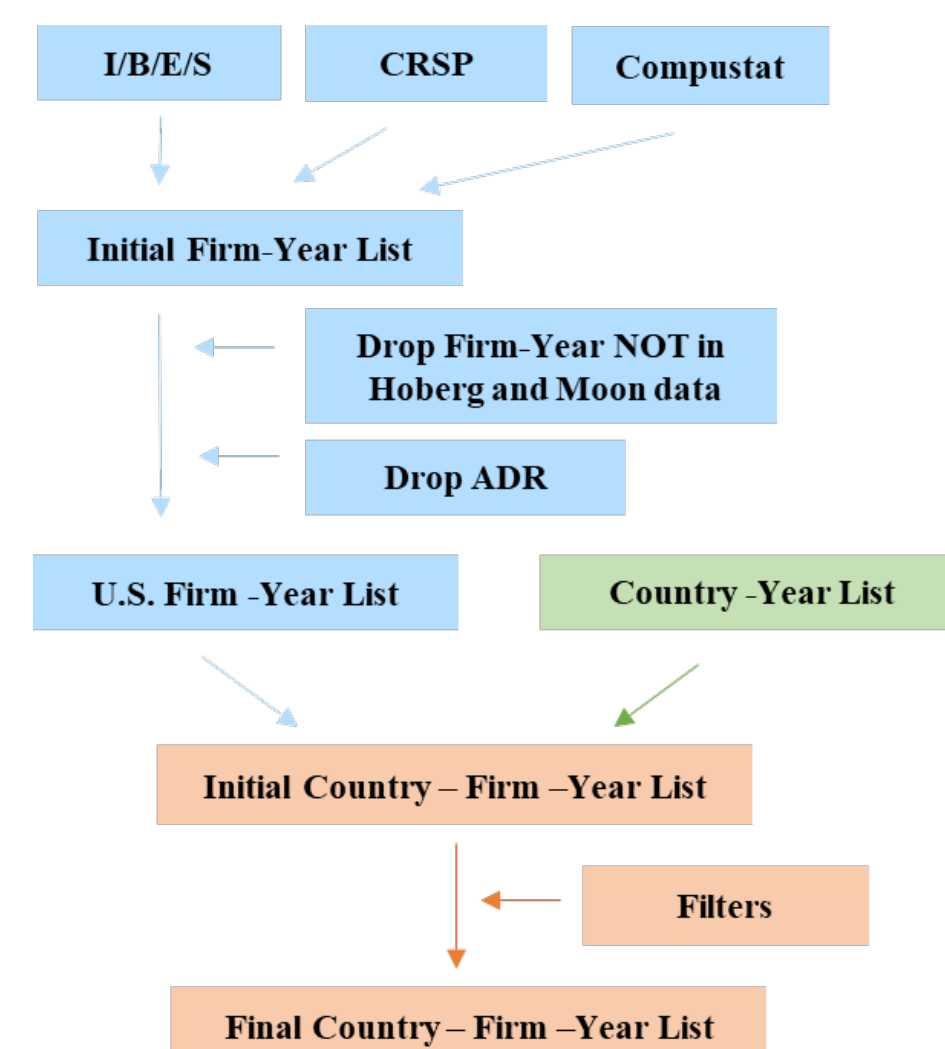 I/B/E/S
CRSP
Compustat
Initial Firm-Year List
Drop Firm-Year NOT in
Hoberg and Moon data
Drop ADR
U.S. Firm -Year List
Country -Year List
Initial Country – Firm –Year List
Filters
Final Country – Firm –Year List